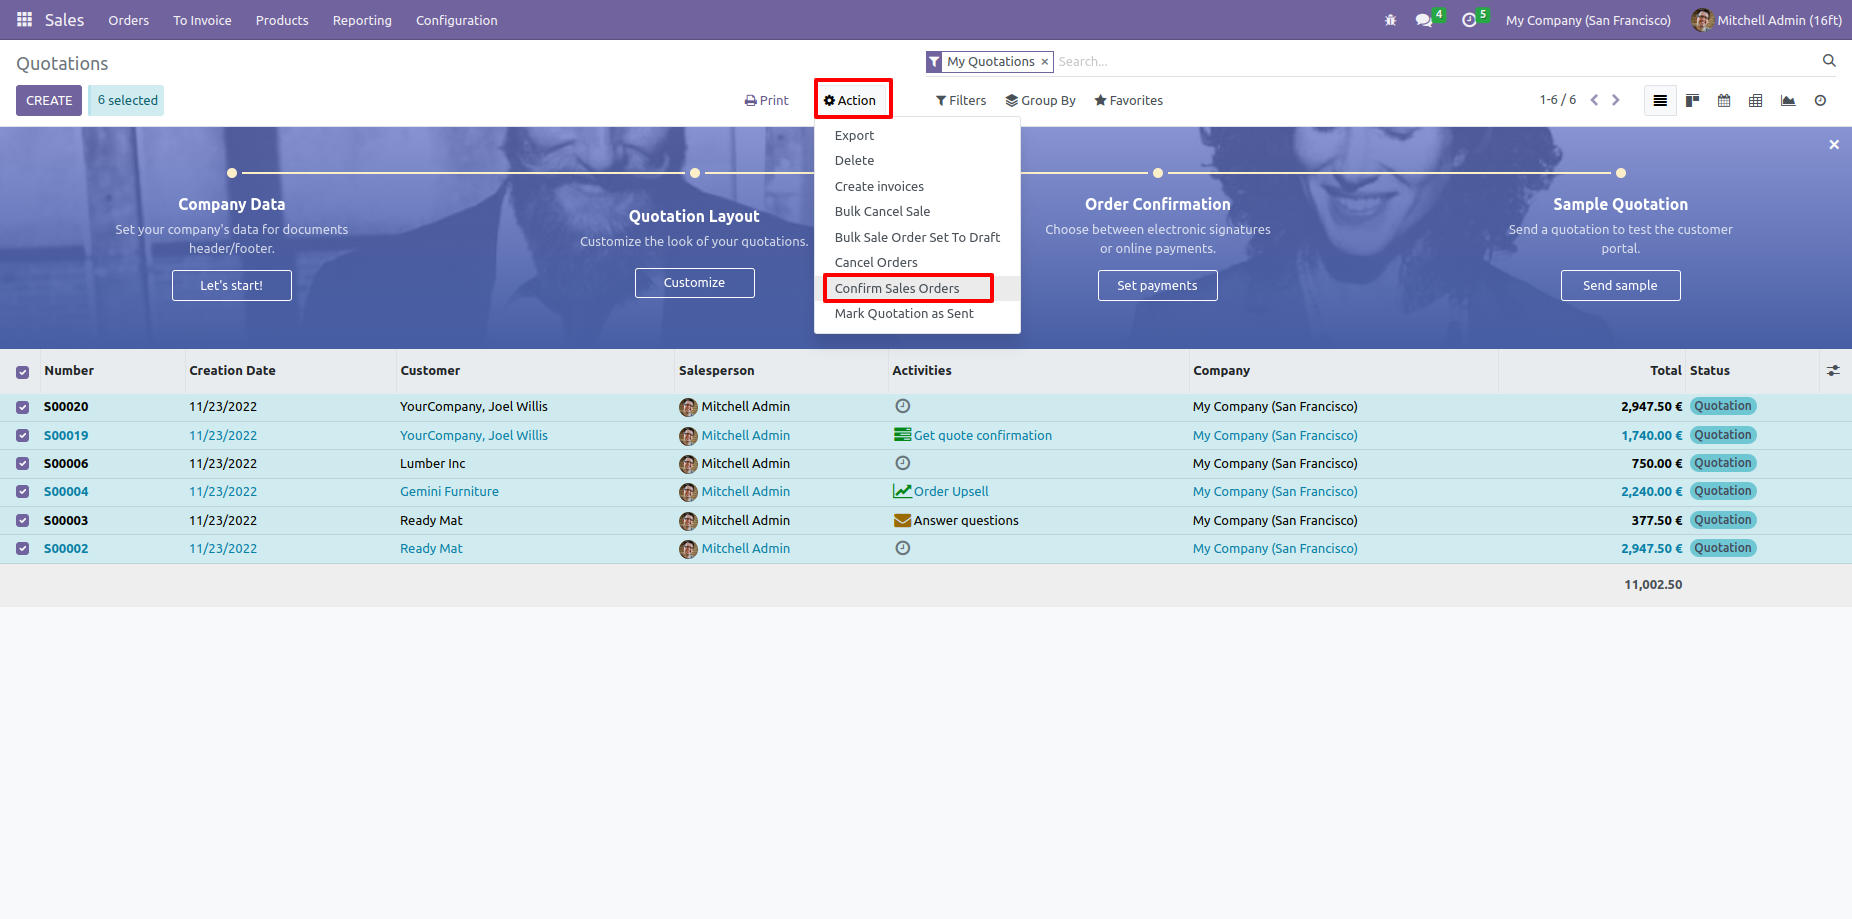 Sales Orders To Invoice Products Reporting Configuration 4 5 My Company (San Francisco) Mitchell Admin (16ft)
Quotations My Quotations × Search...
CREATE 6 selected Print Action Filters Group By Favorites 1-6 / 6
Export
Delete
Create invoices
Bulk Cancel Sale
Bulk Sale Order Set To Draft
Cancel Orders
Confirm Sales Orders
Mark Quotation as Sent
Company Data
Set your company's data for documents
header/footer.
Let's start!
Quotation Layout
Customize the look of your quotations.
Customize
Order Confirmation
Choose between electronic signatures
or online payments.
Set payments
Sample Quotation
Send a quotation to test the customer
portal.
Send sample
Number Creation Date Customer Salesperson Activities Company Total Status
S00020 11/23/2022 YourCompany, Joel Willis Mitchell Admin My Company (San Francisco) 2,947.50 € Quotation
S00019 11/23/2022 YourCompany, Joel Willis Mitchell Admin Get quote confirmation My Company (San Francisco) 1,740.00 € Quotation
S00006 11/23/2022 Lumber Inc Mitchell Admin My Company (San Francisco) 750.00 € Quotation
S00004 11/23/2022 Gemini Furniture Mitchell Admin Order Upsell My Company (San Francisco) 2,240.00 € Quotation
S00003 11/23/2022 Ready Mat Mitchell Admin Answer questions My Company (San Francisco) 377.50 € Quotation
S00002 11/23/2022 Ready Mat Mitchell Admin My Company (San Francisco) 2,947.50 € Quotation
11,002.50